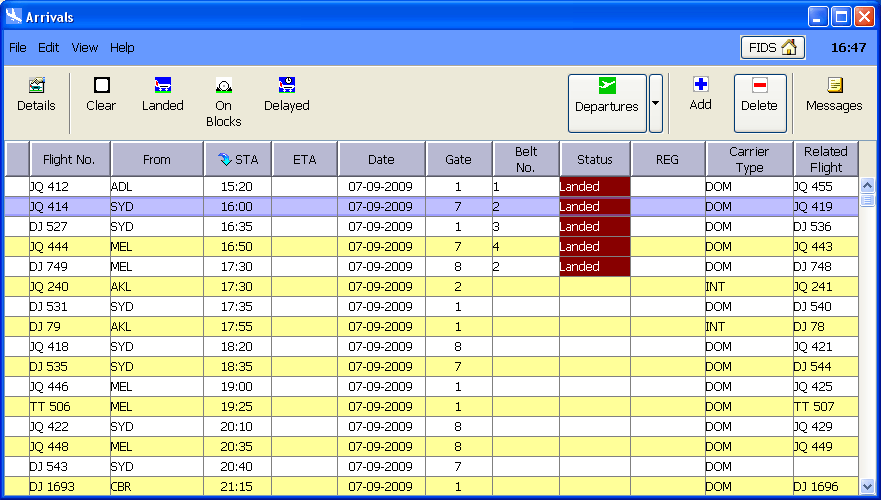 Arrivals
File Edit View Help FIDS 16:47
Details Clear Landed On Blocks Delayed Departures Add Delete Messages
Flight No. From STA ETA Date Gate Belt No. Status REG Carrier Type Related Flight
JQ 412 ADL 15:20 07-09-2009 1 1 Landed DOM JQ 455
JQ 414 SYD 16:00 07-09-2009 7 2 Landed DOM JQ 419
DJ 527 SYD 16:35 07-09-2009 1 3 Landed DOM DJ 536
JQ 444 MEL 16:50 07-09-2009 7 4 Landed DOM JQ 443
DJ 749 MEL 17:30 07-09-2009 8 2 Landed DOM DJ 748
JQ 240 AKL 17:30 07-09-2009 2 INT JQ 241
DJ 531 SYD 17:35 07-09-2009 1 DOM DJ 540
DJ 79 AKL 17:55 07-09-2009 1 INT DJ 78
JQ 418 SYD 18:20 07-09-2009 8 DOM JQ 421
DJ 535 SYD 18:35 07-09-2009 7 DOM DJ 544
JQ 446 MEL 19:00 07-09-2009 1 DOM JQ 425
TT 506 MEL 19:25 07-09-2009 1 DOM TT 507
JQ 422 SYD 20:10 07-09-2009 8 DOM JQ 429
JQ 448 MEL 20:35 07-09-2009 8 DOM JQ 449
DJ 543 SYD 20:40 07-09-2009 7 DOM
DJ 1693 CBR 21:15 07-09-2009 1 DOM DJ 1696